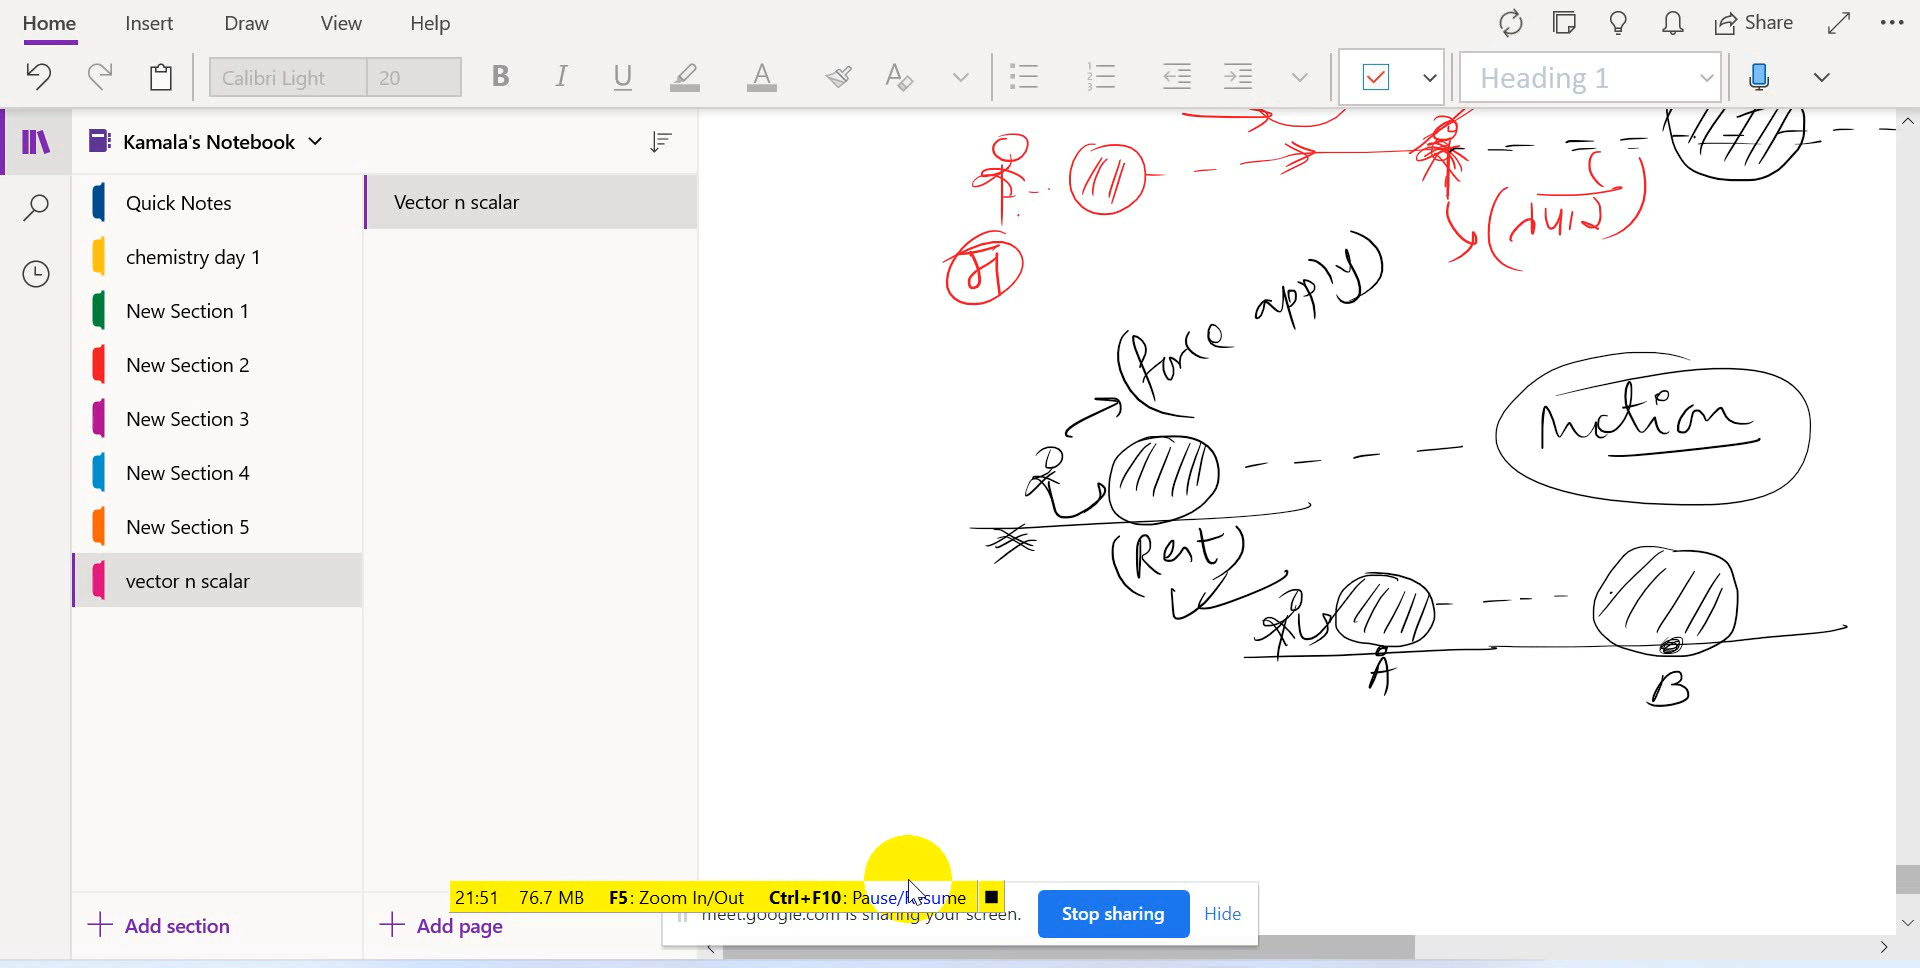 Home Insert Draw View Help
Share
Calibri Light 20 B I U
Heading 1
Kamala's Notebook
Quick Notes
chemistry day 1
New Section 1
New Section 2
New Section 3
New Section 4
New Section 5
vector n scalar
Vector n scalar
(force apply)
Motion
(Rest)
A
B
21:51 76.7 MB F5: Zoom In/Out Ctrl+F10: Pause/Resume
meet.google.com is sharing your screen.
Stop sharing Hide
Add section
Add page